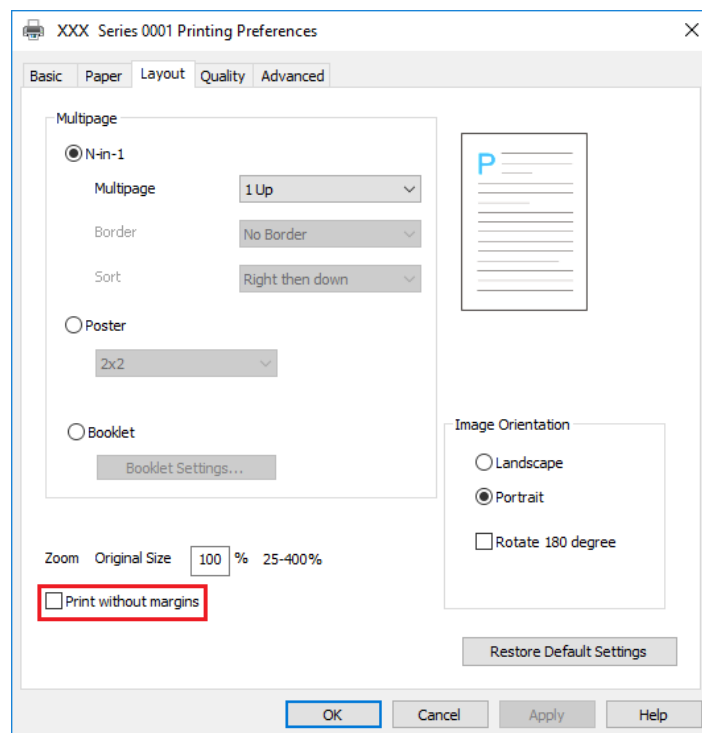 XXX Series 0001 Printing Preferences
Basic Paper Layout Quality Advanced
Multipage
N-in-1
Multipage 1 Up
Border No Border
Sort Right then down
Poster
2x2
Booklet
Booklet Settings...
P
Image Orientation
Landscape
Portrait
Rotate 180 degree
Zoom Original Size 100 % 25-400%
Print without margins
Restore Default Settings
OK Cancel Apply Help